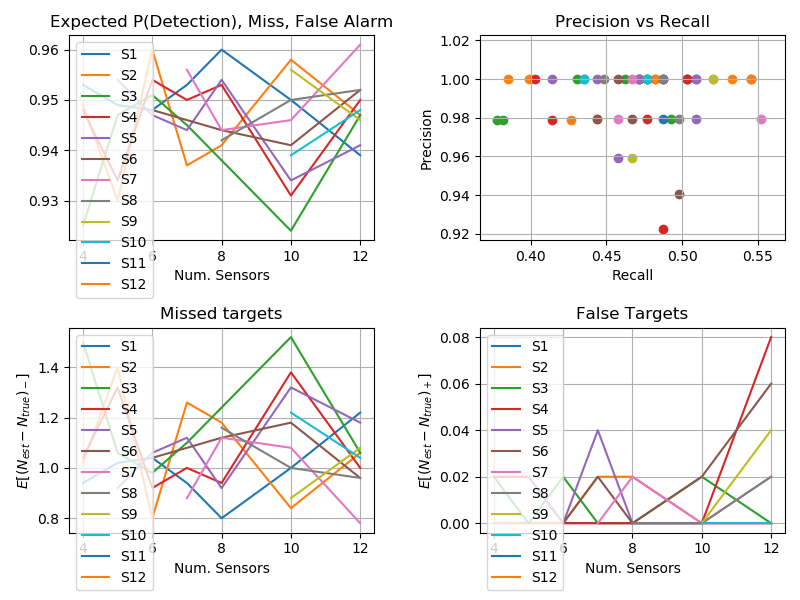 Expected P(Detection), Miss, False Alarm
0.96
0.95
0.94
0.93
S1
S2
S3
S4
S5
S6
S7
S8
S9
S10
S11
S12
4
6
8
10
12
Num. Sensors
Precision vs Recall
Precision
1.02
1.00
0.98
0.96
0.94
0.92
0.40
0.45
0.50
0.55
Recall
Missed targets
E[(N_est − N_true)_−]
1.4
1.2
1.0
0.8
S1
S2
S3
S4
S5
S6
S7
S8
S9
S10
S11
S12
4
6
8
10
12
Num. Sensors
False Targets
E[(N_est − N_true)_+]
0.08
0.06
0.04
0.02
0.00
S1
S2
S3
S4
S5
S6
S7
S8
S9
S10
S11
S12
4
6
8
10
12
Num. Sensors